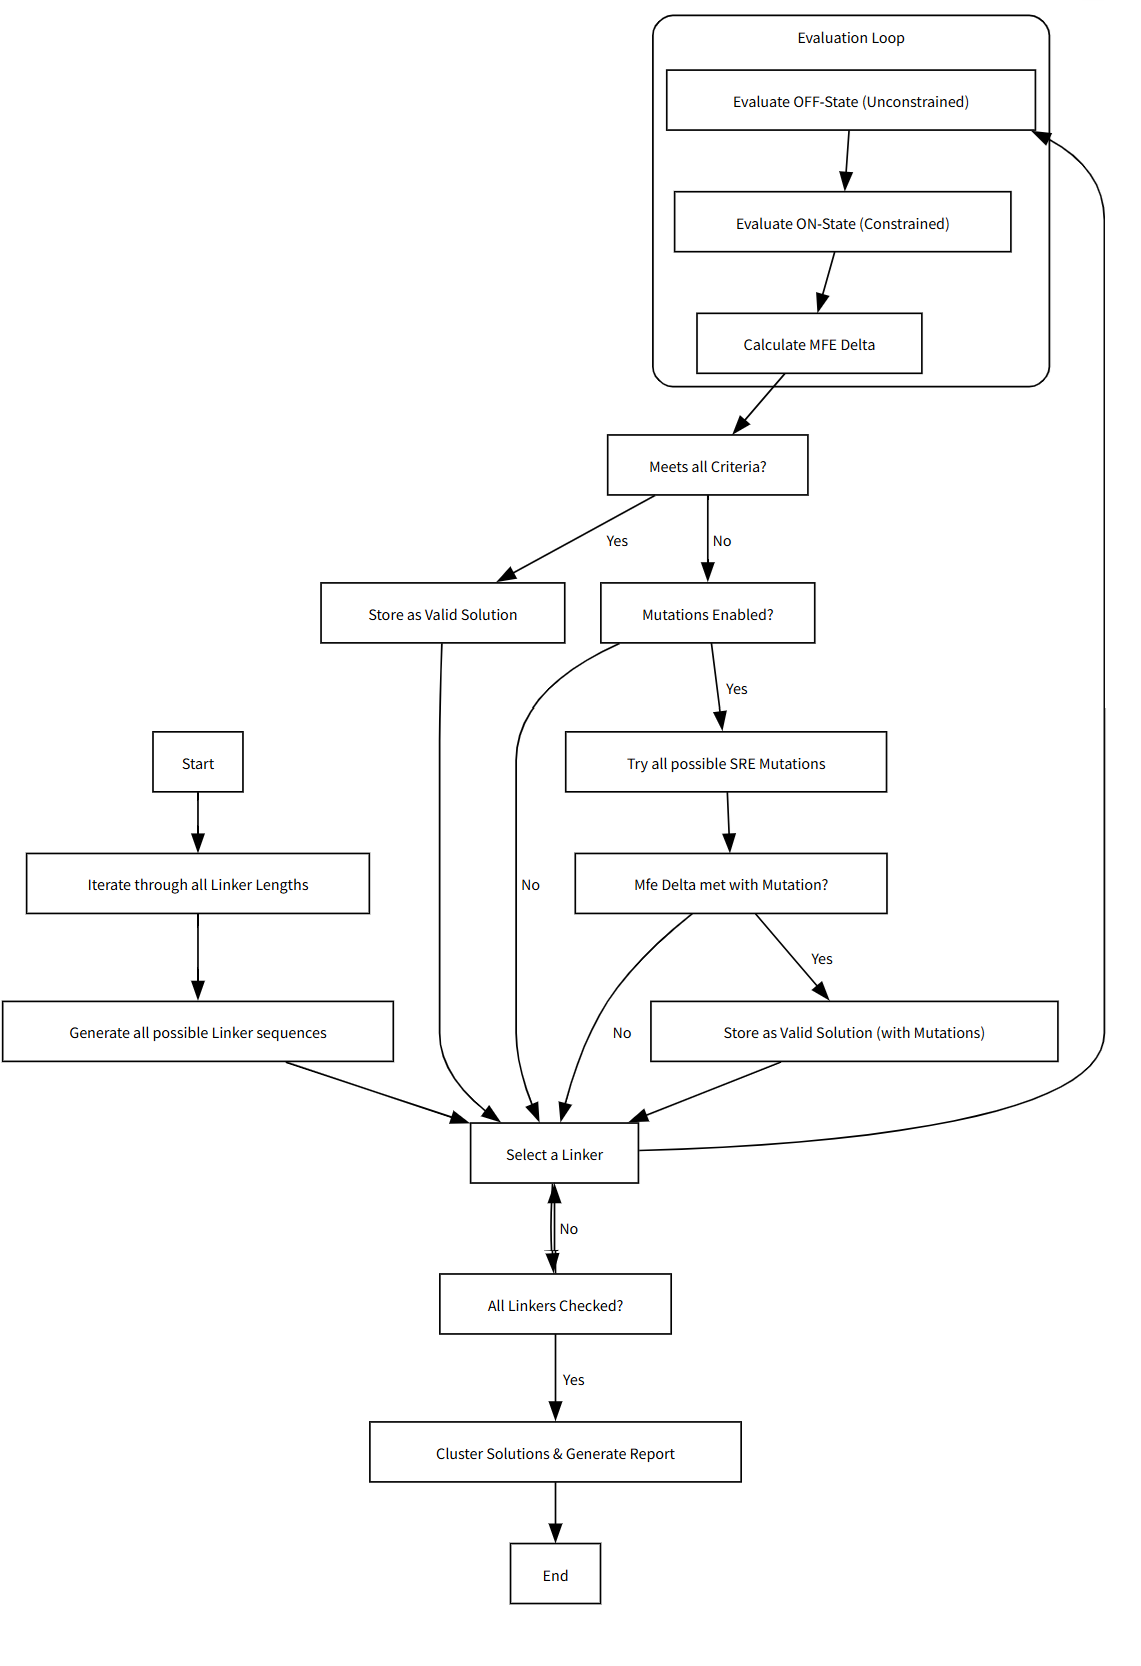 Evaluation Loop
Evaluate OFF-State (Unconstrained)
Evaluate ON-State (Constrained)
Calculate MFE Delta
Meets all Criteria?
Yes
No
Store as Valid Solution
Mutations Enabled?
Yes
Start
Try all possible SRE Mutations
Iterate through all Linker Lengths
No
Mfe Delta met with Mutation?
Yes
Generate all possible Linker sequences
No
Store as Valid Solution (with Mutations)
Select a Linker
No
All Linkers Checked?
Yes
Cluster Solutions & Generate Report
End